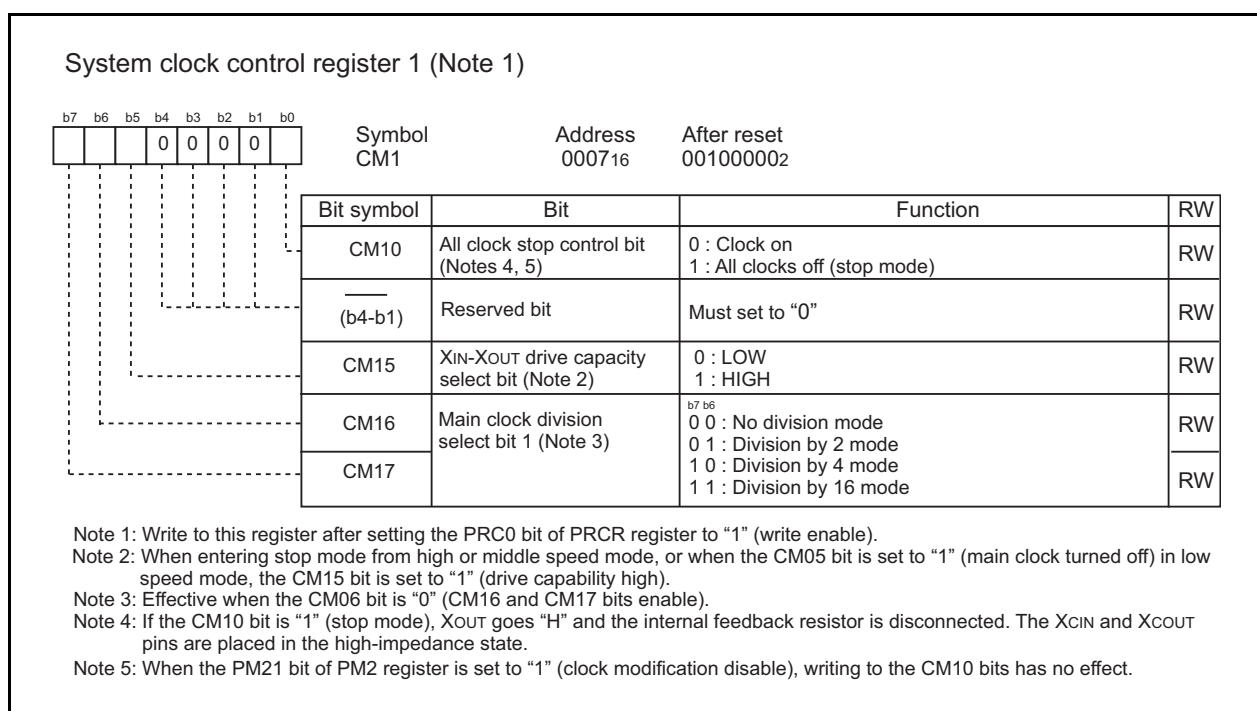 System clock control register 1 (Note 1)
b7 b6 b5 b4 b3 b2 b1 b0
0 0 0 0
Symbol Address After reset
CM1 000716 001000002
Bit symbol Bit Function RW
CM10 All clock stop control bit (Notes 4, 5) 0 : Clock on RW
1 : All clocks off (stop mode)
(b4-b1) Reserved bit Must set to “0” RW
CM15 XIN-XOUT drive capacity select bit (Note 2) 0 : LOW RW
1 : HIGH
CM16 Main clock division select bit 1 (Note 3) b7 b6 RW
0 0 : No division mode
0 1 : Division by 2 mode
CM17 1 0 : Division by 4 mode RW
1 1 : Division by 16 mode
Note 1: Write to this register after setting the PRC0 bit of PRCR register to “1” (write enable).
Note 2: When entering stop mode from high or middle speed mode, or when the CM05 bit is set to “1” (main clock turned off) in low
speed mode, the CM15 bit is set to “1” (drive capability high).
Note 3: Effective when the CM06 bit is “0” (CM16 and CM17 bits enable).
Note 4: If the CM10 bit is “1” (stop mode), XOUT goes “H” and the internal feedback resistor is disconnected. The XCIN and XCOUT
pins are placed in the high-impedance state.
Note 5: When the PM21 bit of PM2 register is set to “1” (clock modification disable), writing to the CM10 bits has no effect.